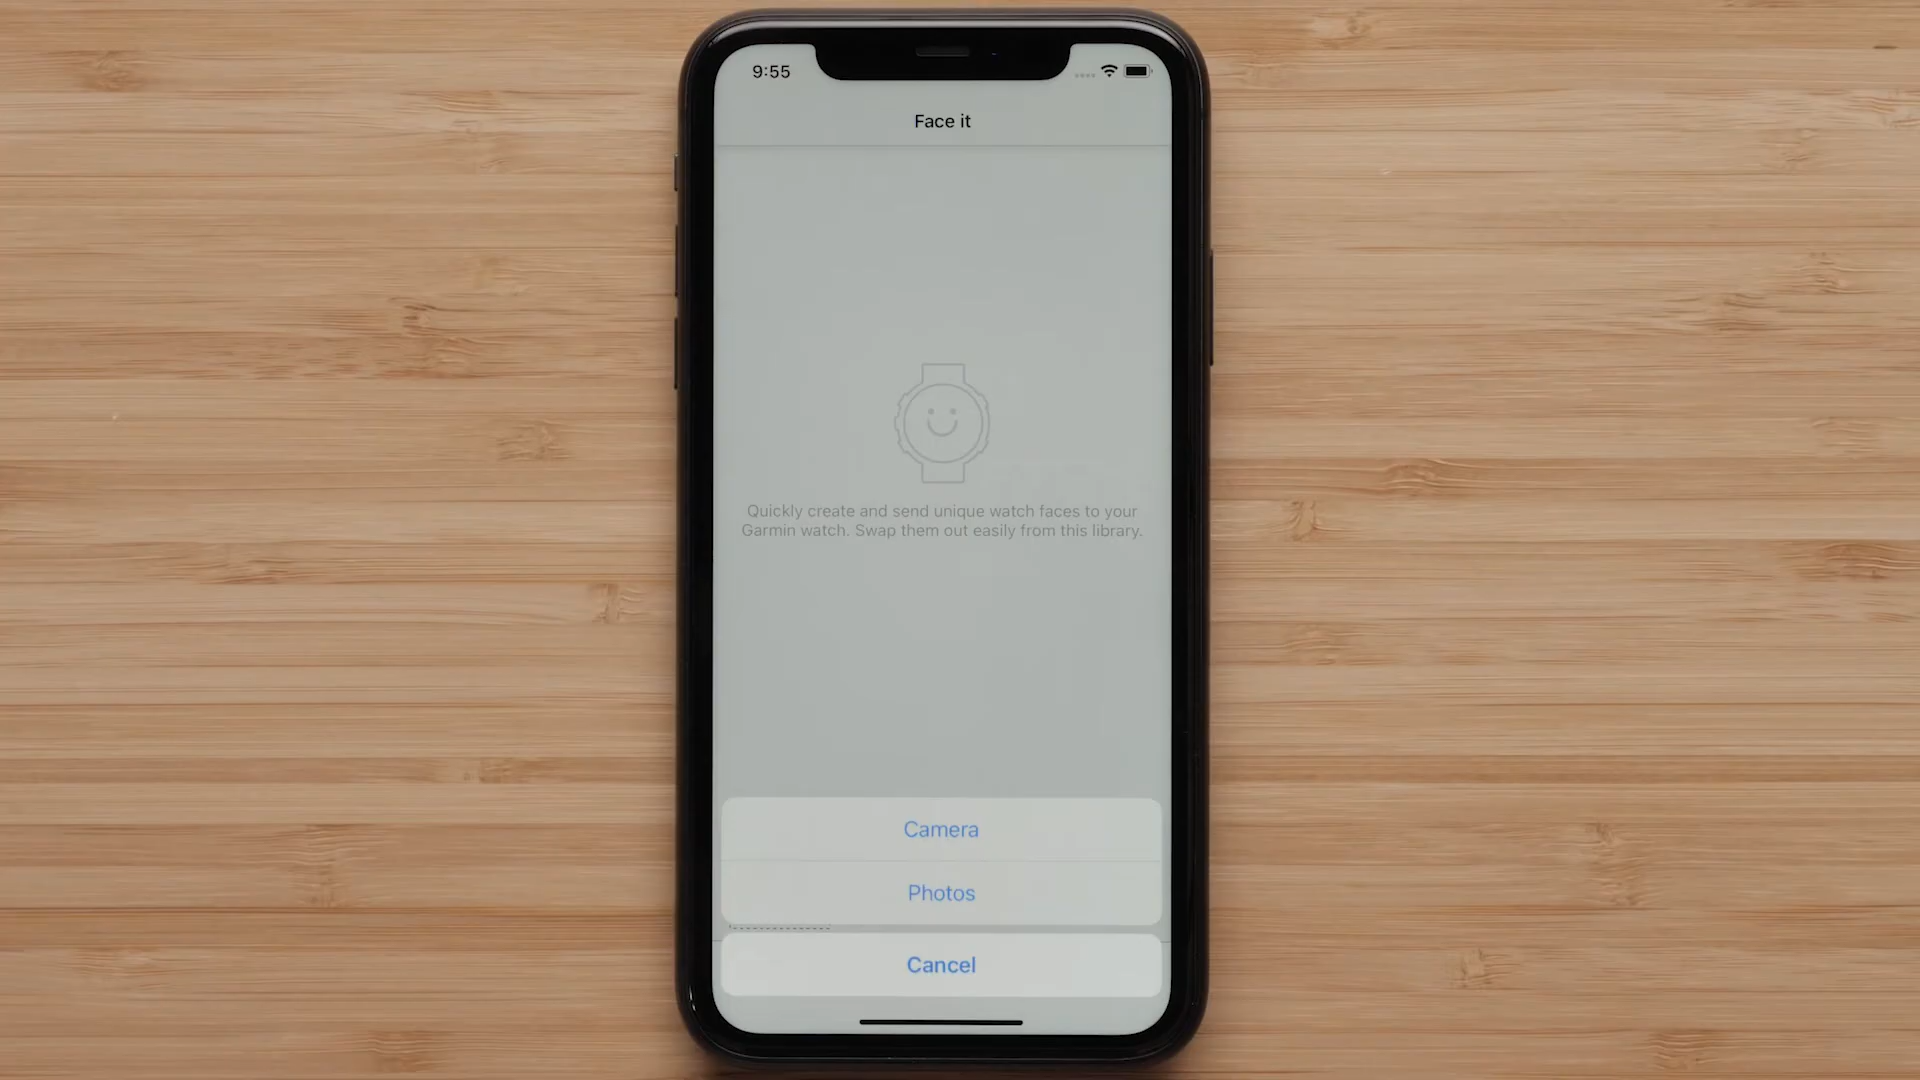 9:55
Face it
Quickly create and send unique watch faces to your
Garmin watch. Swap them out easily from this library.
Camera
Photos
Cancel